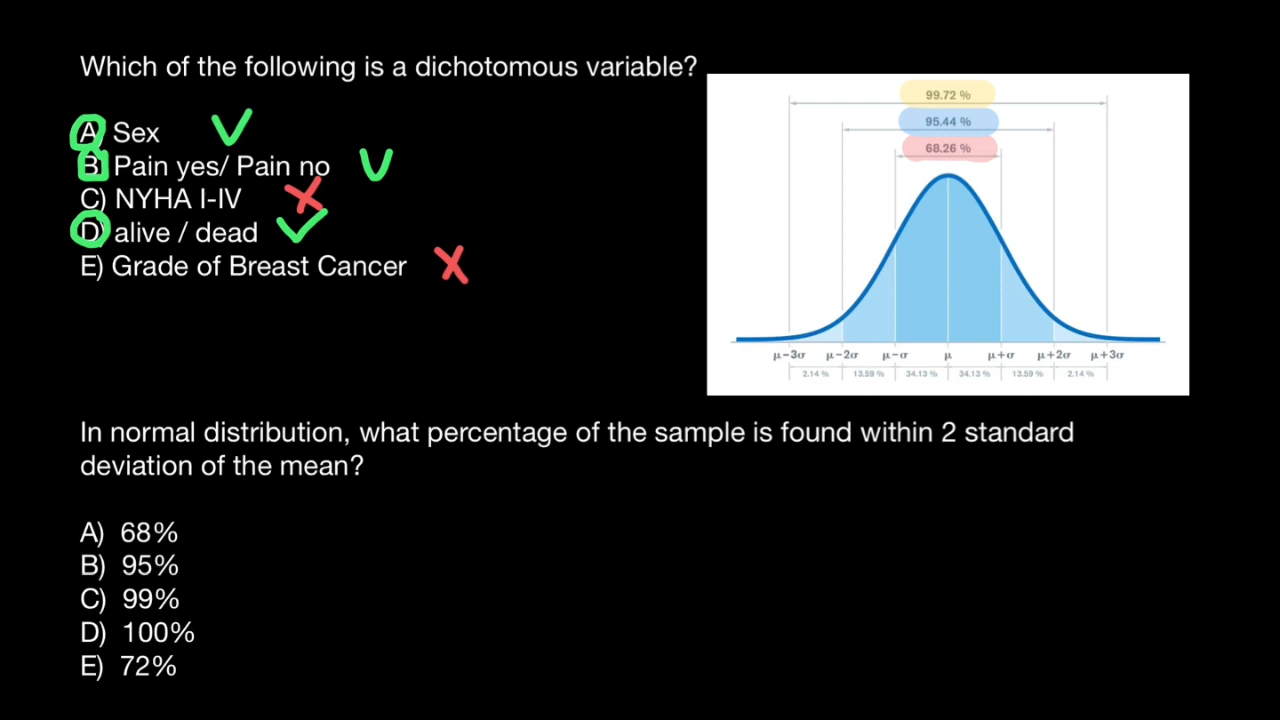 Which of the following is a dichotomous variable?
A) Sex
B) Pain yes/ Pain no
C) NYHA I-IV
D) alive / dead
E) Grade of Breast Cancer
99.72 %
95.44 %
68.26 %
μ−3σ μ−2σ μ−σ μ μ+σ μ+2σ μ+3σ
2.14 % 13.59 % 34.13 % 34.13 % 13.59 % 2.14 %
In normal distribution, what percentage of the sample is found within 2 standard
deviation of the mean?
A) 68%
B) 95%
C) 99%
D) 100%
E) 72%